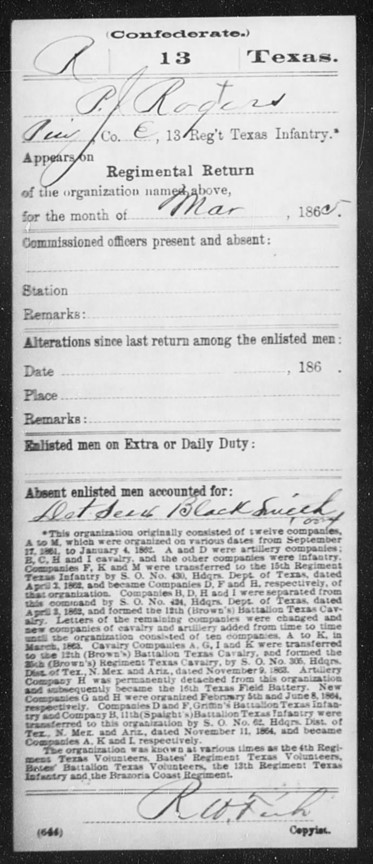 (Confederate.)
R 13 Texas.
P. J. Rogers
Priv, Co. E, 13 Reg't Texas Infantry.*
Appears on
Regimental Return
of the organization named above,
for the month of Mar, 1865.
Commissioned officers present and absent:
Station
Remarks:
Alterations since last return among the enlisted men:
Date , 186 .
Place
Remarks:
Enlisted men on Extra or Daily Duty:
Absent enlisted men accounted for:
Det Black Smith
*This organization originally consisted of twelve companies,
A to M, which were organized on various dates from September
17, 1861, to January 4, 1862. A and D were artillery companies;
B, C, H and I cavalry, and the other companies were infantry.
Companies F, K and M were transferred to the 15th Regiment
Texas Infantry by S. O. No. 430, Hdqrs. Dept. of Texas, dated
April 3, 1862, and became Companies D, F and H, respectively, of
that organization. Companies B, D, H and I were separated from
this command by S. O. No. 424, Hdqrs. Dept. of Texas, dated
April 3, 1862, and formed the 12th (Brown's) Battalion Texas Cav-
alry. Letters of the remaining companies were changed and
new companies of cavalry and artillery added from time to time
until the organization consisted of ten companies, A to K, in
March, 1863. Cavalry Companies A, G, I and K were transferred
to the 12th (Brown's) Battalion Texas Cavalry, and formed the
35th (Brown's) Regiment Texas Cavalry, by S. O. No. 306, Hdqrs.
Dist. of Tex., N. Mex. and Ariz., dated November 9, 1863. Artillery
Company H was permanently detached from this organization
and subsequently became the 16th Texas Field Battery. New
Companies G and H were organized February 5th and June 8, 1864,
respectively. Companies D and F, Griffin's Battalion Texas Infan-
try and Company B, 11th (Spaight's) Battalion Texas Infantry were
transferred to this organization by S. O. No. 62, Hdqrs. Dist. of
Tex., N. Mex. and Ariz., dated November 11, 1864, and became
Companies A, K and I, respectively.
The organization was known at various times as the 4th Regi-
ment Texas Volunteers, Bates' Regiment Texas Volunteers,
Bates' Battalion Texas Volunteers, the 13th Regiment Texas
Infantry and the Brazoria Coast Regiment.
R. W. Fish
(644) Copyist.